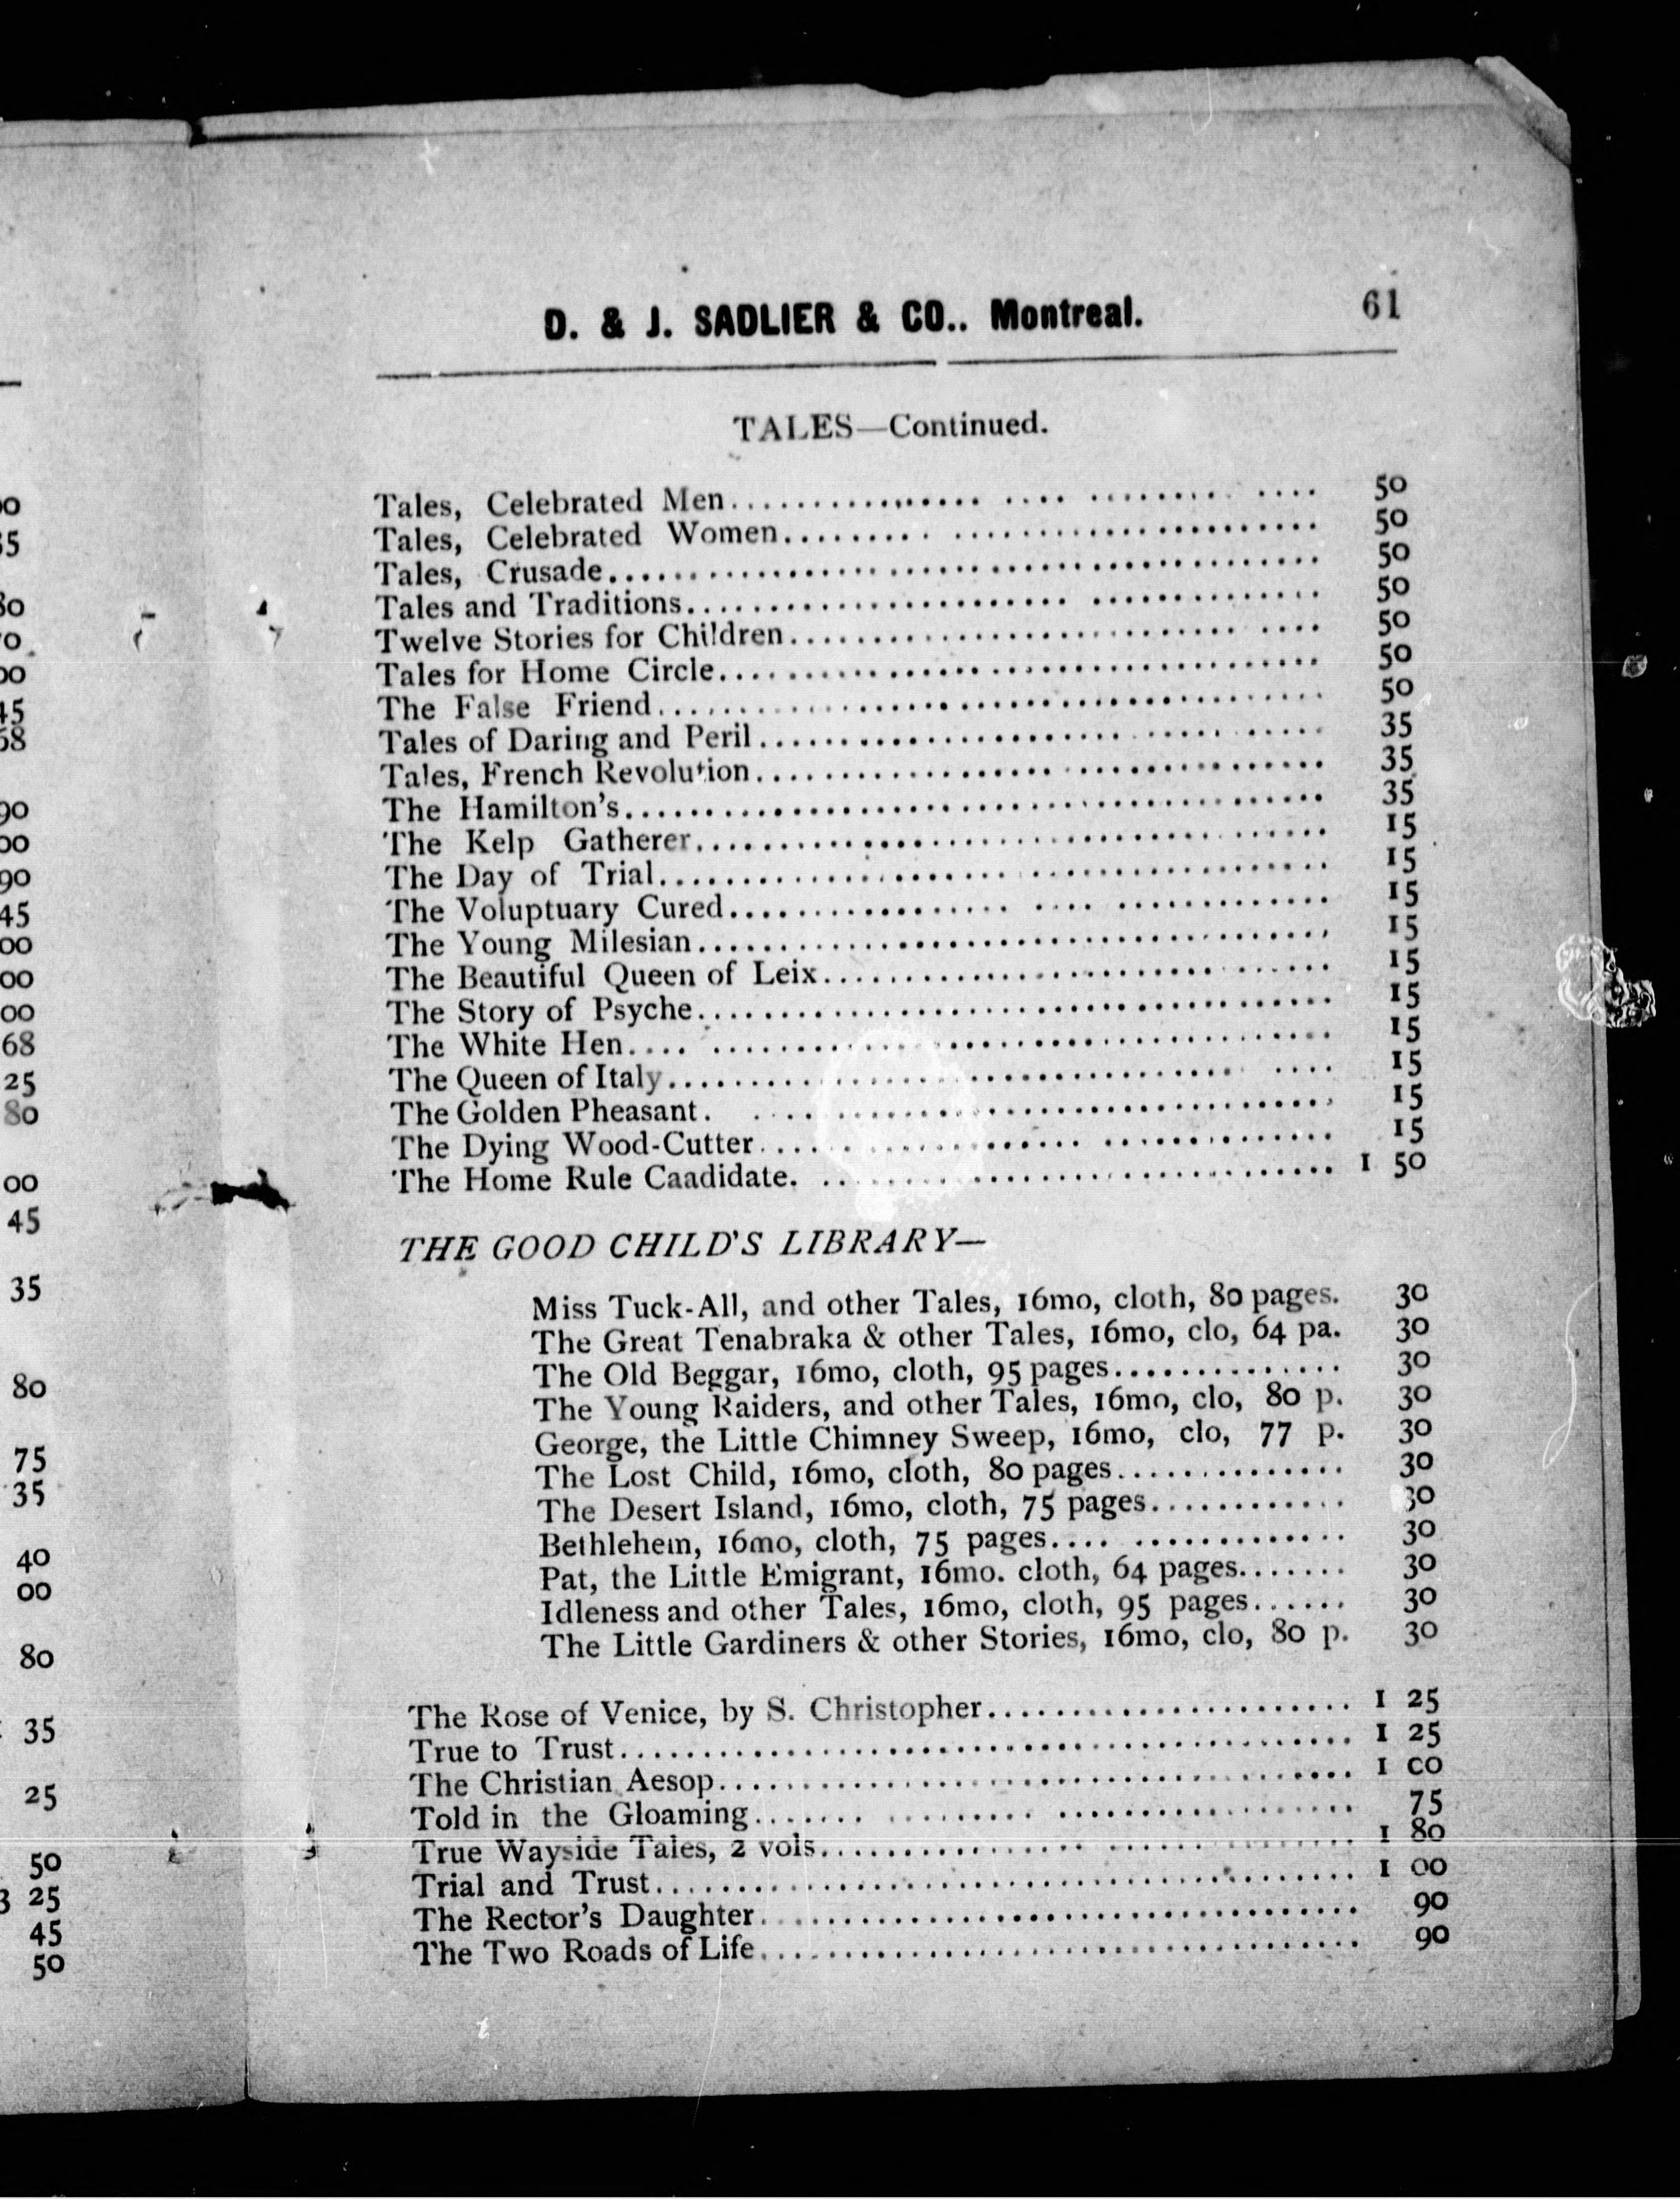 D. & J. SADLIER & CO.. Montreal. 61
TALES—Continued.
Tales, Celebrated Men 50
Tales, Celebrated Women 50
Tales, Crusade 50
Tales and Traditions 50
Twelve Stories for Children 50
Tales for Home Circle 50
The False Friend 50
Tales of Daring and Peril 35
Tales, French Revolution 35
The Hamilton's 35
The Kelp Gatherer 15
The Day of Trial 15
The Voluptuary Cured 15
The Young Milesian 15
The Beautiful Queen of Leix 15
The Story of Psyche 15
The White Hen 15
The Queen of Italy 15
The Golden Pheasant 15
The Dying Wood-Cutter 15
The Home Rule Caadidate. 1 50
THE GOOD CHILD'S LIBRARY—
Miss Tuck-All, and other Tales, 16mo, cloth, 80 pages. 30
The Great Tenabraka & other Tales, 16mo, clo, 64 pa. 30
The Old Beggar, 16mo, cloth, 95 pages 30
The Young Raiders, and other Tales, 16mo, clo, 80 p. 30
George, the Little Chimney Sweep, 16mo, clo, 77 p. 30
The Lost Child, 16mo, cloth, 80 pages 30
The Desert Island, 16mo, cloth, 75 pages 30
Bethlehem, 16mo, cloth, 75 pages 30
Pat, the Little Emigrant, 16mo. cloth, 64 pages 30
Idleness and other Tales, 16mo, cloth, 95 pages 30
The Little Gardiners & other Stories, 16mo, clo, 80 p. 30
The Rose of Venice, by S. Christopher 1 25
True to Trust 1 25
The Christian Aesop 1 00
Told in the Gloaming 75
True Wayside Tales, 2 vols 1 80
Trial and Trust 1 00
The Rector's Daughter 90
The Two Roads of Life 90